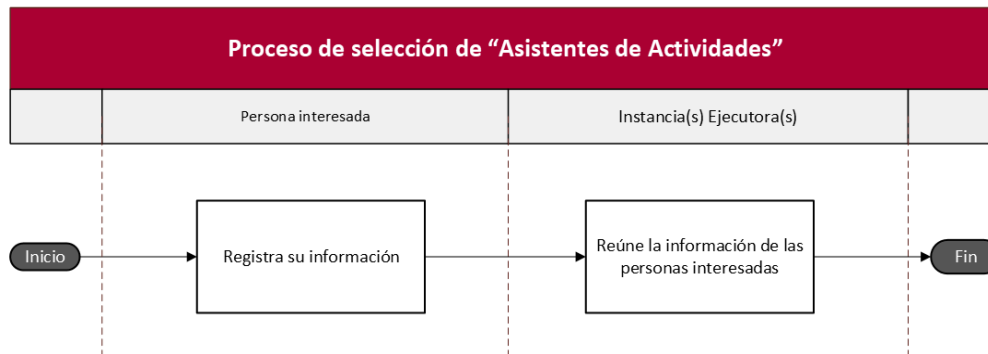 Proceso de selección de “Asistentes de Actividades”
Persona interesada
Instancia(s) Ejecutora(s)
Inicio
Registra su información
Reúne la información de las
personas interesadas
Fin